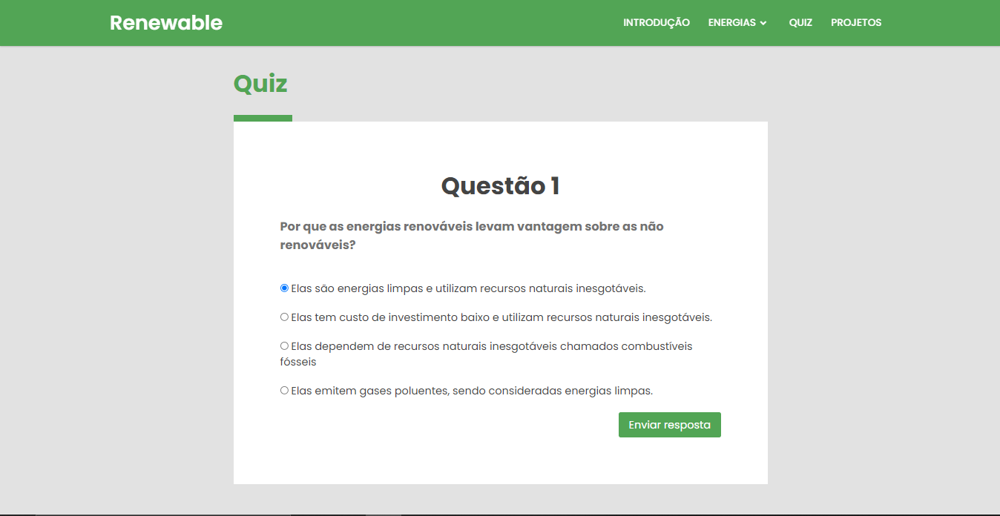 Renewable
INTRODUÇÃO ENERGIAS QUIZ PROJETOS
Quiz
Questão 1
Por que as energias renováveis levam vantagem sobre as não
renováveis?
Elas são energias limpas e utilizam recursos naturais inesgotáveis.
Elas tem custo de investimento baixo e utilizam recursos naturais inesgotáveis.
Elas dependem de recursos naturais inesgotáveis chamados combustíveis
fósseis
Elas emitem gases poluentes, sendo consideradas energias limpas.
Enviar resposta